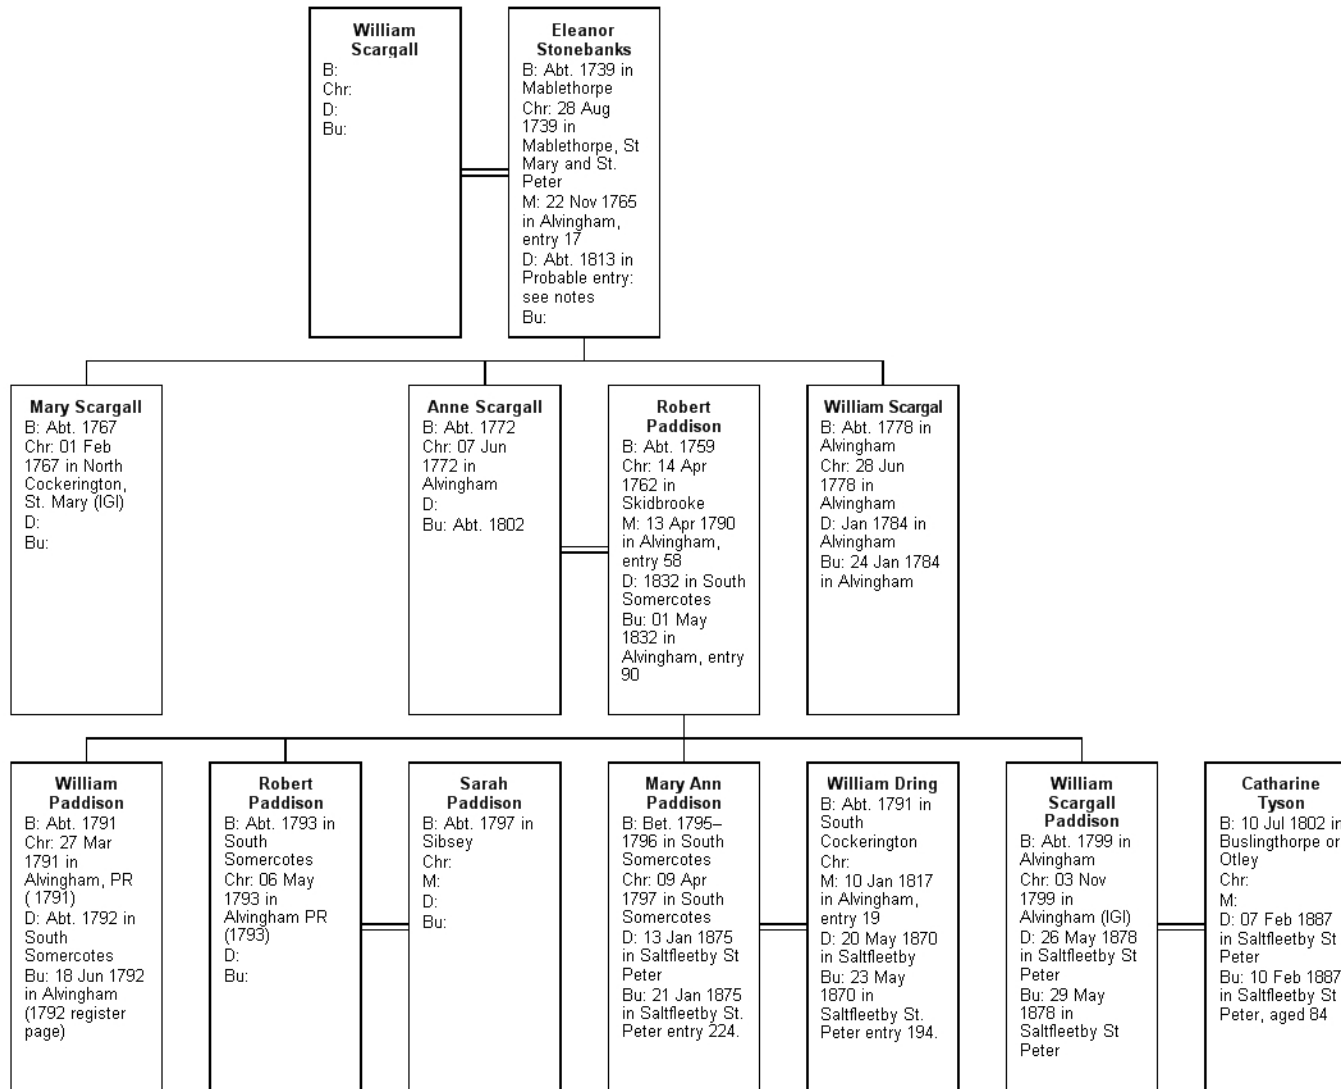 William
Scargall
B:
Chr:
D:
Bu:
Eleanor
Stonebanks
B: Abt. 1739 in
Mablethorpe
Chr: 28 Aug
1739 in
Mablethorpe, St
Mary and St.
Peter
M: 22 Nov 1765
in Alvingham,
entry 17
D: Abt. 1813 in
Probable entry:
see notes
Bu:
Mary Scargall
B: Abt. 1767
Chr: 01 Feb
1767 in North
Cockerington,
St. Mary (IGI)
D:
Bu:
Anne Scargall
B: Abt. 1772
Chr: 07 Jun
1772 in
Alvingham
D:
Bu: Abt. 1802
Robert
Paddison
B: Abt. 1759
Chr: 14 Apr
1762 in
Skidbrooke
M: 13 Apr 1790
in Alvingham,
entry 58
D: 1832 in South
Somercotes
Bu: 01 May
1832 in
Alvingham, entry
90
William Scargal
B: Abt. 1778 in
Alvingham
Chr: 28 Jun
1778 in
Alvingham
D: Jan 1784 in
Alvingham
Bu: 24 Jan 1784
in Alvingham
William
Paddison
B: Abt. 1791
Chr: 27 Mar
1791 in
Alvingham, PR
( 1791)
D: Abt. 1792 in
South
Somercotes
Bu: 18 Jun 1792
in Alvingham
(1792 register
page)
Robert
Paddison
B: Abt. 1793 in
South
Somercotes
Chr: 06 May
1793 in
Alvingham PR
(1793)
D:
Bu:
Sarah
Paddison
B: Abt. 1797 in
Sibsey
Chr:
M:
D:
Bu:
Mary Ann
Paddison
B: Bet. 1795–
1796 in South
Somercotes
Chr: 09 Apr
1797 in South
Somercotes
D: 13 Jan 1875
in Saltfleetby St
Peter
Bu: 21 Jan 1875
in Saltfleetby St.
Peter entry 224.
William Dring
B: Abt. 1791 in
South
Cockerington
Chr:
M: 10 Jan 1817
in Alvingham,
entry 19
D: 20 May 1870
in Saltfleetby
Bu: 23 May
1870 in
Saltfleetby St.
Peter entry 194.
William
Scargall
Paddison
B: Abt. 1799 in
Alvingham
Chr: 03 Nov
1799 in
Alvingham (IGI)
D: 26 May 1878
in Saltfleetby St
Peter
Bu: 29 May
1878 in
Saltfleetby St
Peter
Catharine
Tyson
B: 10 Jul 1802 in
Buslingthorpe or
Otley
Chr:
M:
D: 07 Feb 1887
in Saltfleetby St
Peter
Bu: 10 Feb 1887
in Saltfleetby St
Peter, aged 84